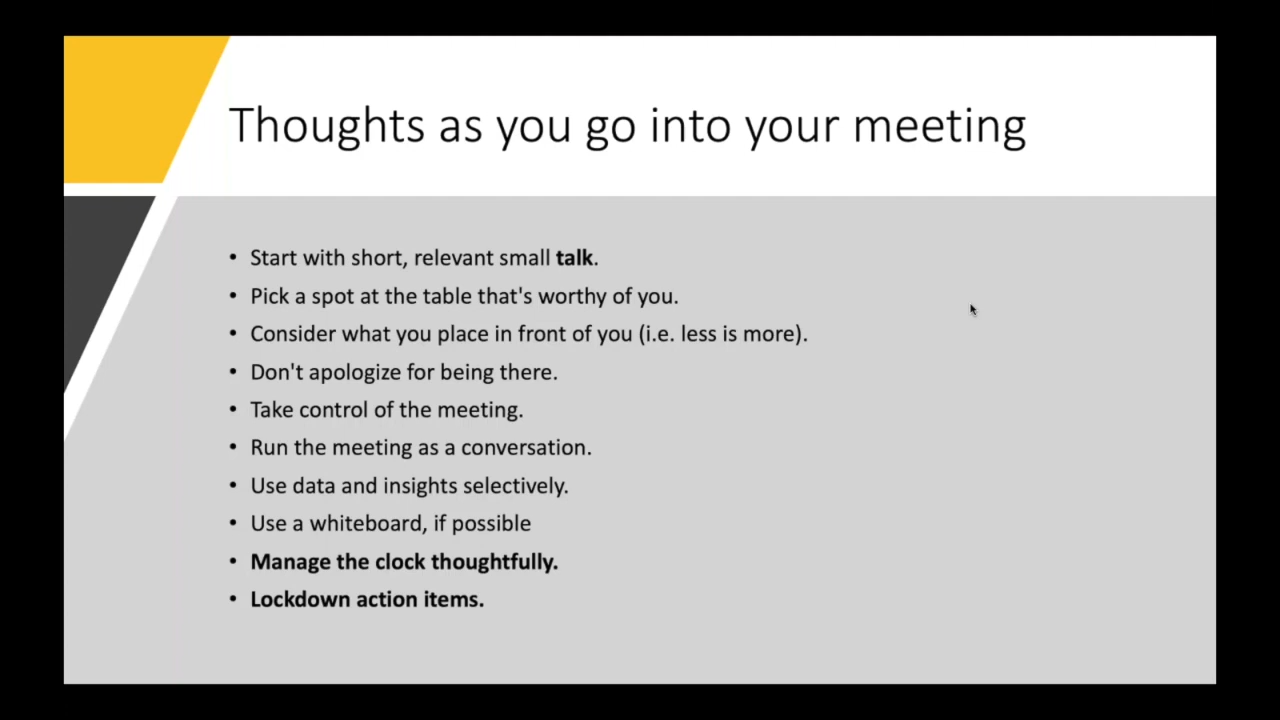 Thoughts as you go into your meeting
• Start with short, relevant small talk.
• Pick a spot at the table that's worthy of you.
• Consider what you place in front of you (i.e. less is more).
• Don't apologize for being there.
• Take control of the meeting.
• Run the meeting as a conversation.
• Use data and insights selectively.
• Use a whiteboard, if possible
• Manage the clock thoughtfully.
• Lockdown action items.